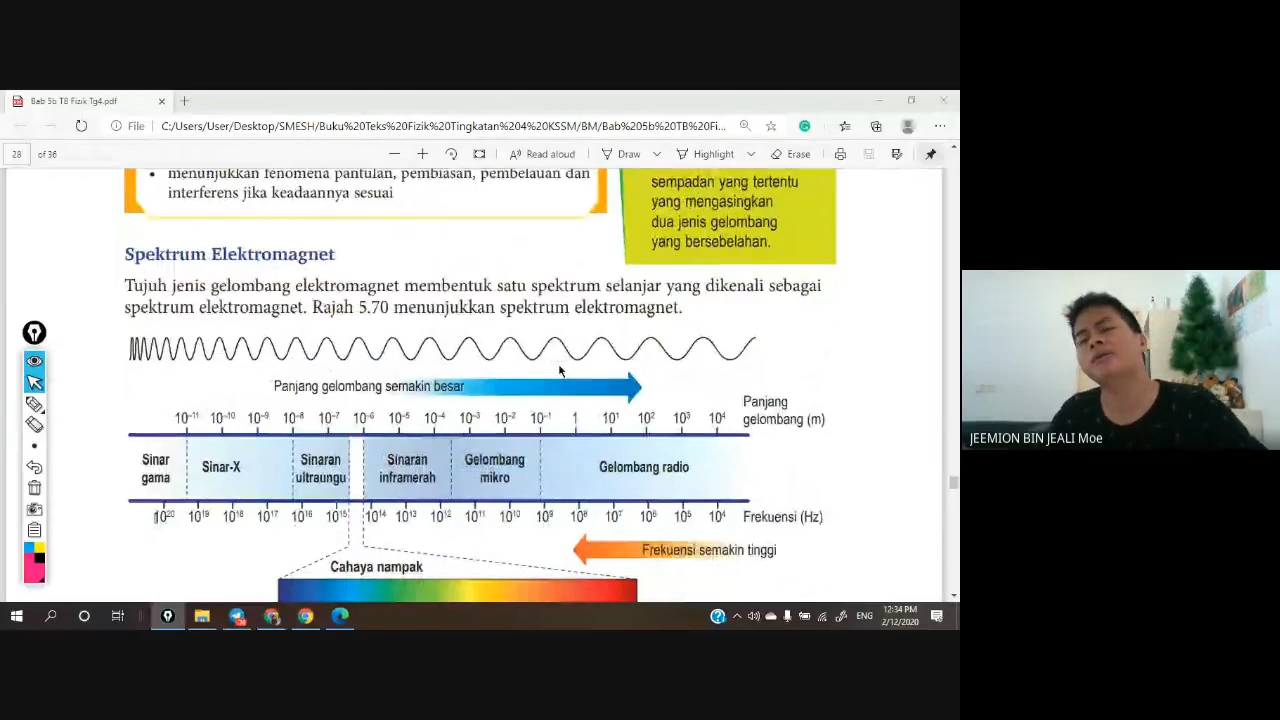 Bab 5b TB Fizik Tg4.pdf
File C:/Users/User/Desktop/SMESH/Buku%20Teks%20Fizik%20Tingkatan%204%20KSSM/BM/Bab%205b%20TB%20Fi...
28 of 36 Read aloud Draw Highlight Erase
• menunjukkan fenomena pantulan, pembiasan, pembelauan dan
interferens jika keadaannya sesuai
sempadan yang tertentu
yang mengasingkan
dua jenis gelombang
yang bersebelahan.
Spektrum Elektromagnet
Tujuh jenis gelombang elektromagnet membentuk satu spektrum selanjar yang dikenali sebagai
spektrum elektromagnet. Rajah 5.70 menunjukkan spektrum elektromagnet.
Panjang gelombang semakin besar
10⁻¹¹ 10⁻¹⁰ 10⁻⁹ 10⁻⁸ 10⁻⁷ 10⁻⁶ 10⁻⁵ 10⁻⁴ 10⁻³ 10⁻² 10⁻¹ 1 10¹ 10² 10³ 10⁴
Panjang
gelombang (m)
Sinar
gama
Sinar-X
Sinaran
ultraungu
Sinaran
inframerah
Gelombang
mikro
Gelombang radio
10²⁰ 10¹⁹ 10¹⁸ 10¹⁷ 10¹⁶ 10¹⁵ 10¹⁴ 10¹³ 10¹² 10¹¹ 10¹⁰ 10⁹ 10⁸ 10⁷ 10⁶ 10⁵ 10⁴ Frekuensi (Hz)
Frekuensi semakin tinggi
Cahaya nampak
JEEMION BIN JEALI Moe
ENG
12:34 PM
2/12/2020